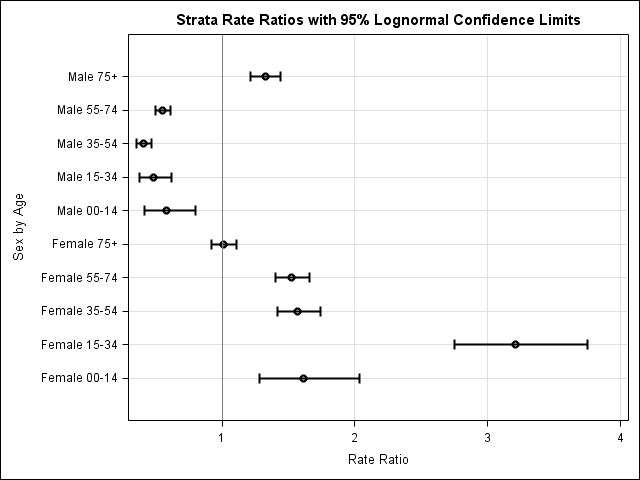 Strata Rate Ratios with 95% Lognormal Confidence Limits
Sex by Age
Male 75+
Male 55-74
Male 35-54
Male 15-34
Male 00-14
Female 75+
Female 55-74
Female 35-54
Female 15-34
Female 00-14
1 2 3 4
Rate Ratio